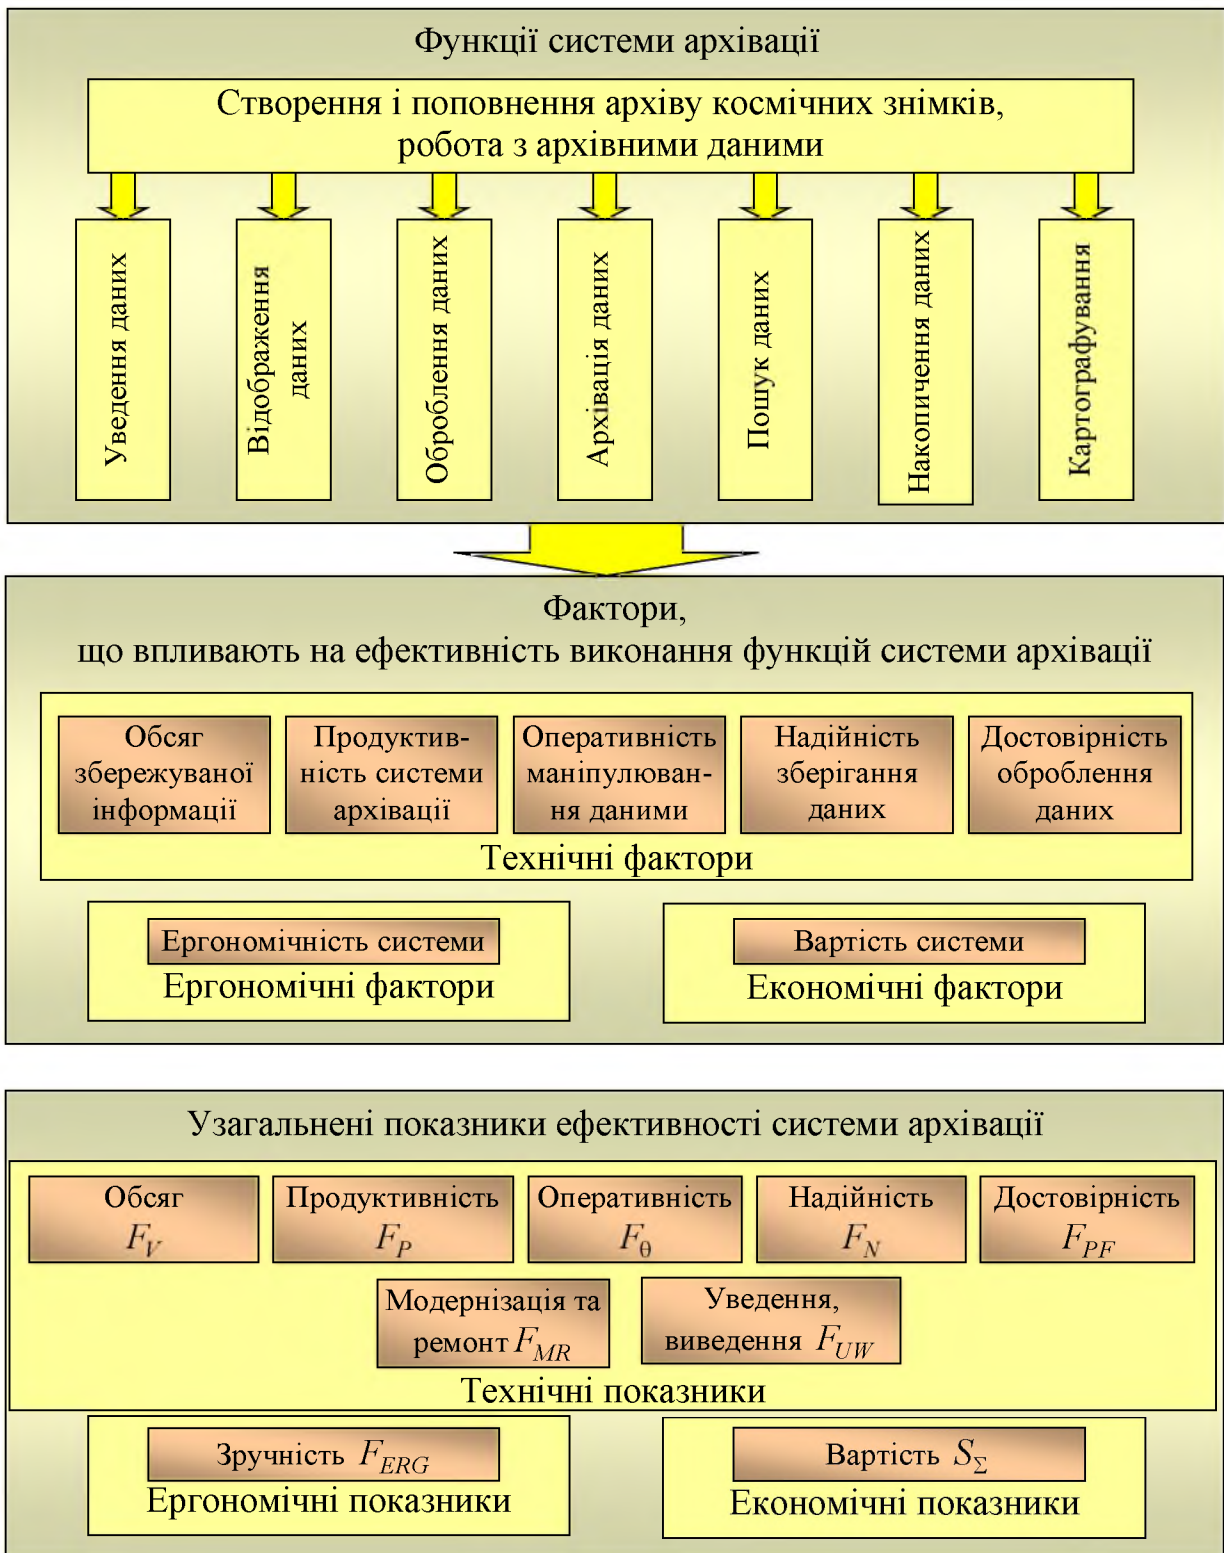 Функції системи архівації
Створення і поповнення архіву космічних знімків,
робота з архівними даними
Уведення даних
Відображення
даних
Оброблення даних
Архівація даних
Пошук даних
Накопичення даних
Картографування
Фактори,
що впливають на ефективність виконання функцій системи архівації
Обсяг
збережуваної
інформації
Продуктив-
ність системи
архівації
Оперативність
маніпулюван-
ня даними
Надійність
зберігання
даних
Достовірність
оброблення
даних
Технічні фактори
Ергономічність системи
Ергономічні фактори
Вартість системи
Економічні фактори
Узагальнені показники ефективності системи архівації
Обсяг
F_V
Продуктивність
F_P
Оперативність
F_θ
Надійність
F_N
Достовірність
F_PF
Модернізація та
ремонт F_MR
Уведення,
виведення F_UW
Технічні показники
Зручність F_ERG
Ергономічні показники
Вартість S_Σ
Економічні показники